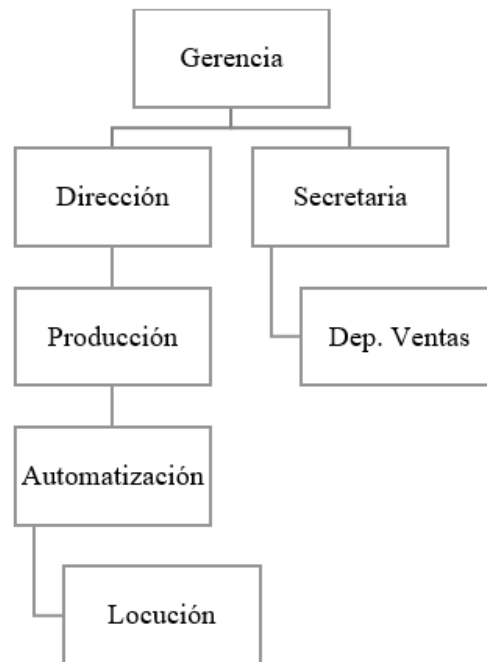 Gerencia
Dirección
Secretaria
Producción
Dep. Ventas
Automatización
Locución